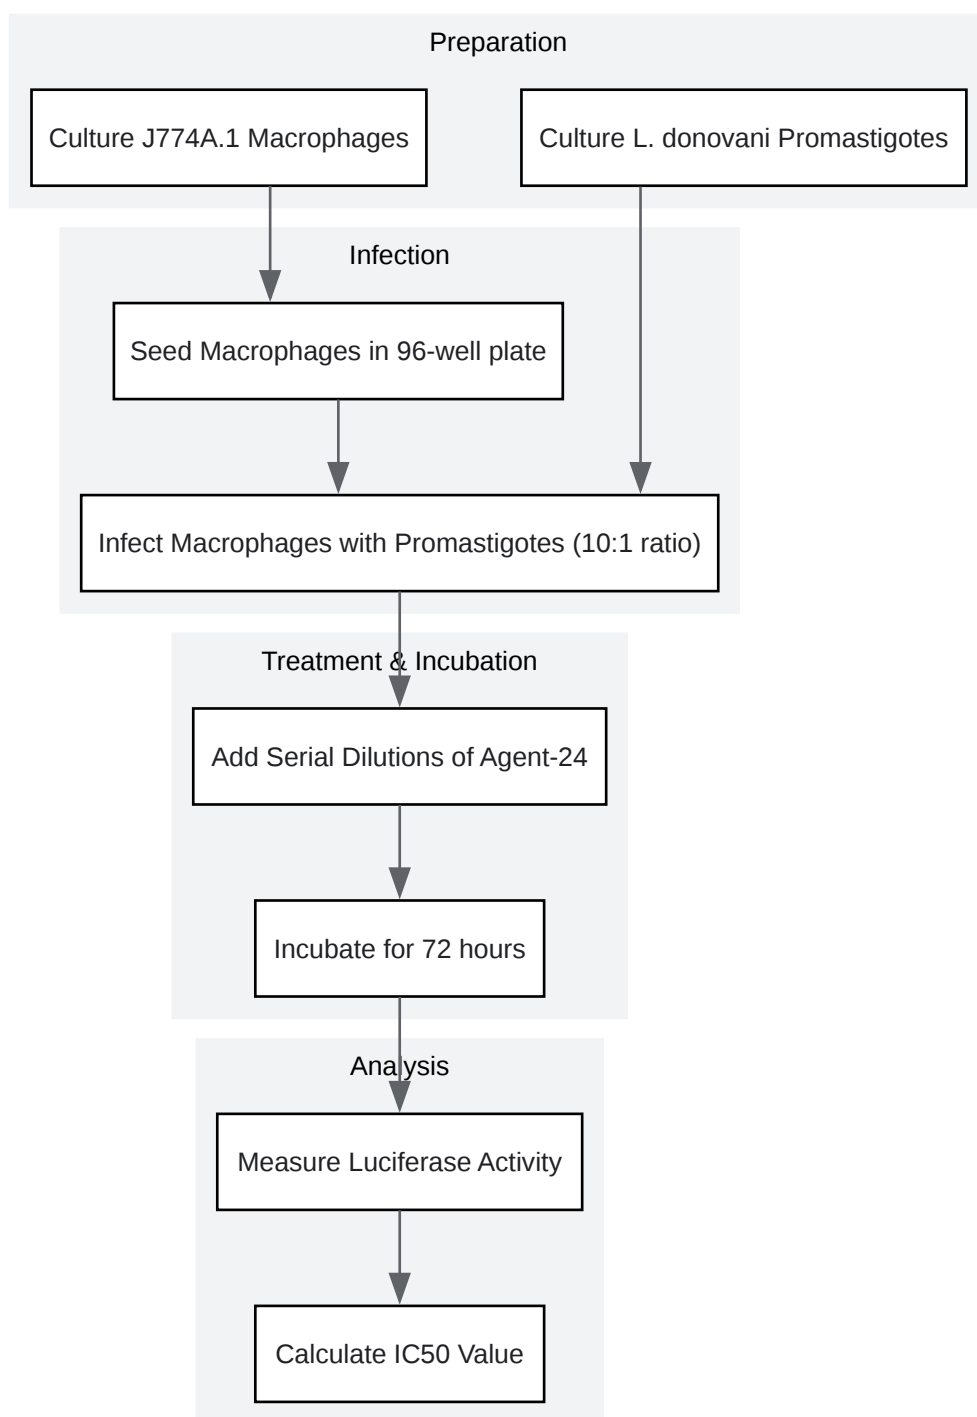 Preparation
Culture J774A.1 Macrophages
Culture L. donovani Promastigotes
Infection
Seed Macrophages in 96-well plate
Infect Macrophages with Promastigotes (10:1 ratio)
Treatment & Incubation
Add Serial Dilutions of Agent-24
Incubate for 72 hours
Analysis
Measure Luciferase Activity
Calculate IC50 Value